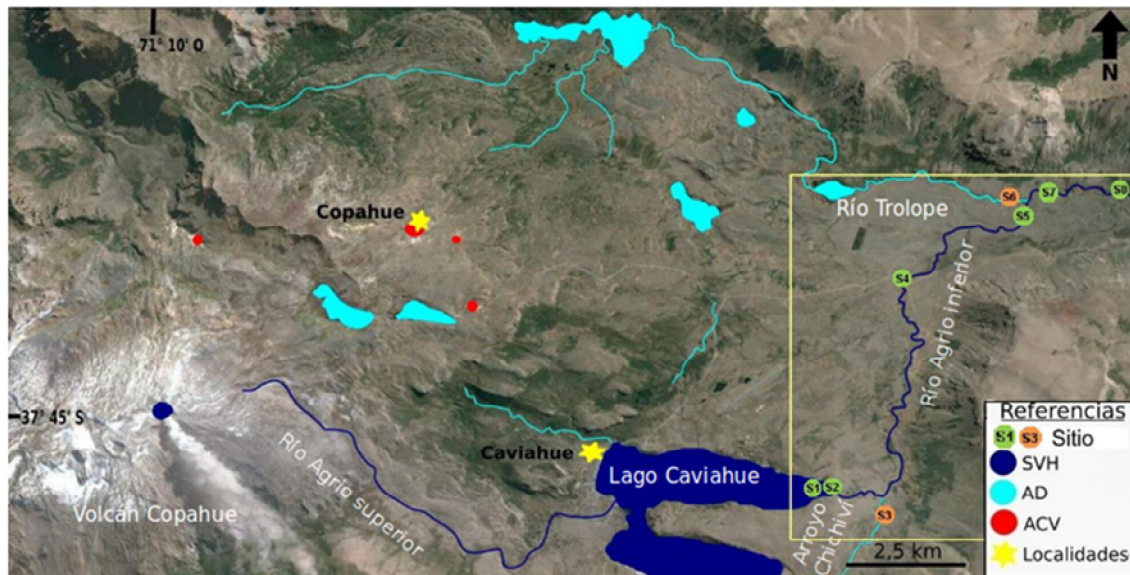 71 10' O
N
Copahue
Río Trolope
S6
S7
S8
S5
S4
Río Agrio inferior
37 45' S
Río Agrio superior
Caviahue
Lago Caviahue
S1
S2
S3
Volcán Copahue
Arroyo
Chichiví
2,5 km
Referencias
S1
S3
Sitio
SVH
AD
ACV
Localidades